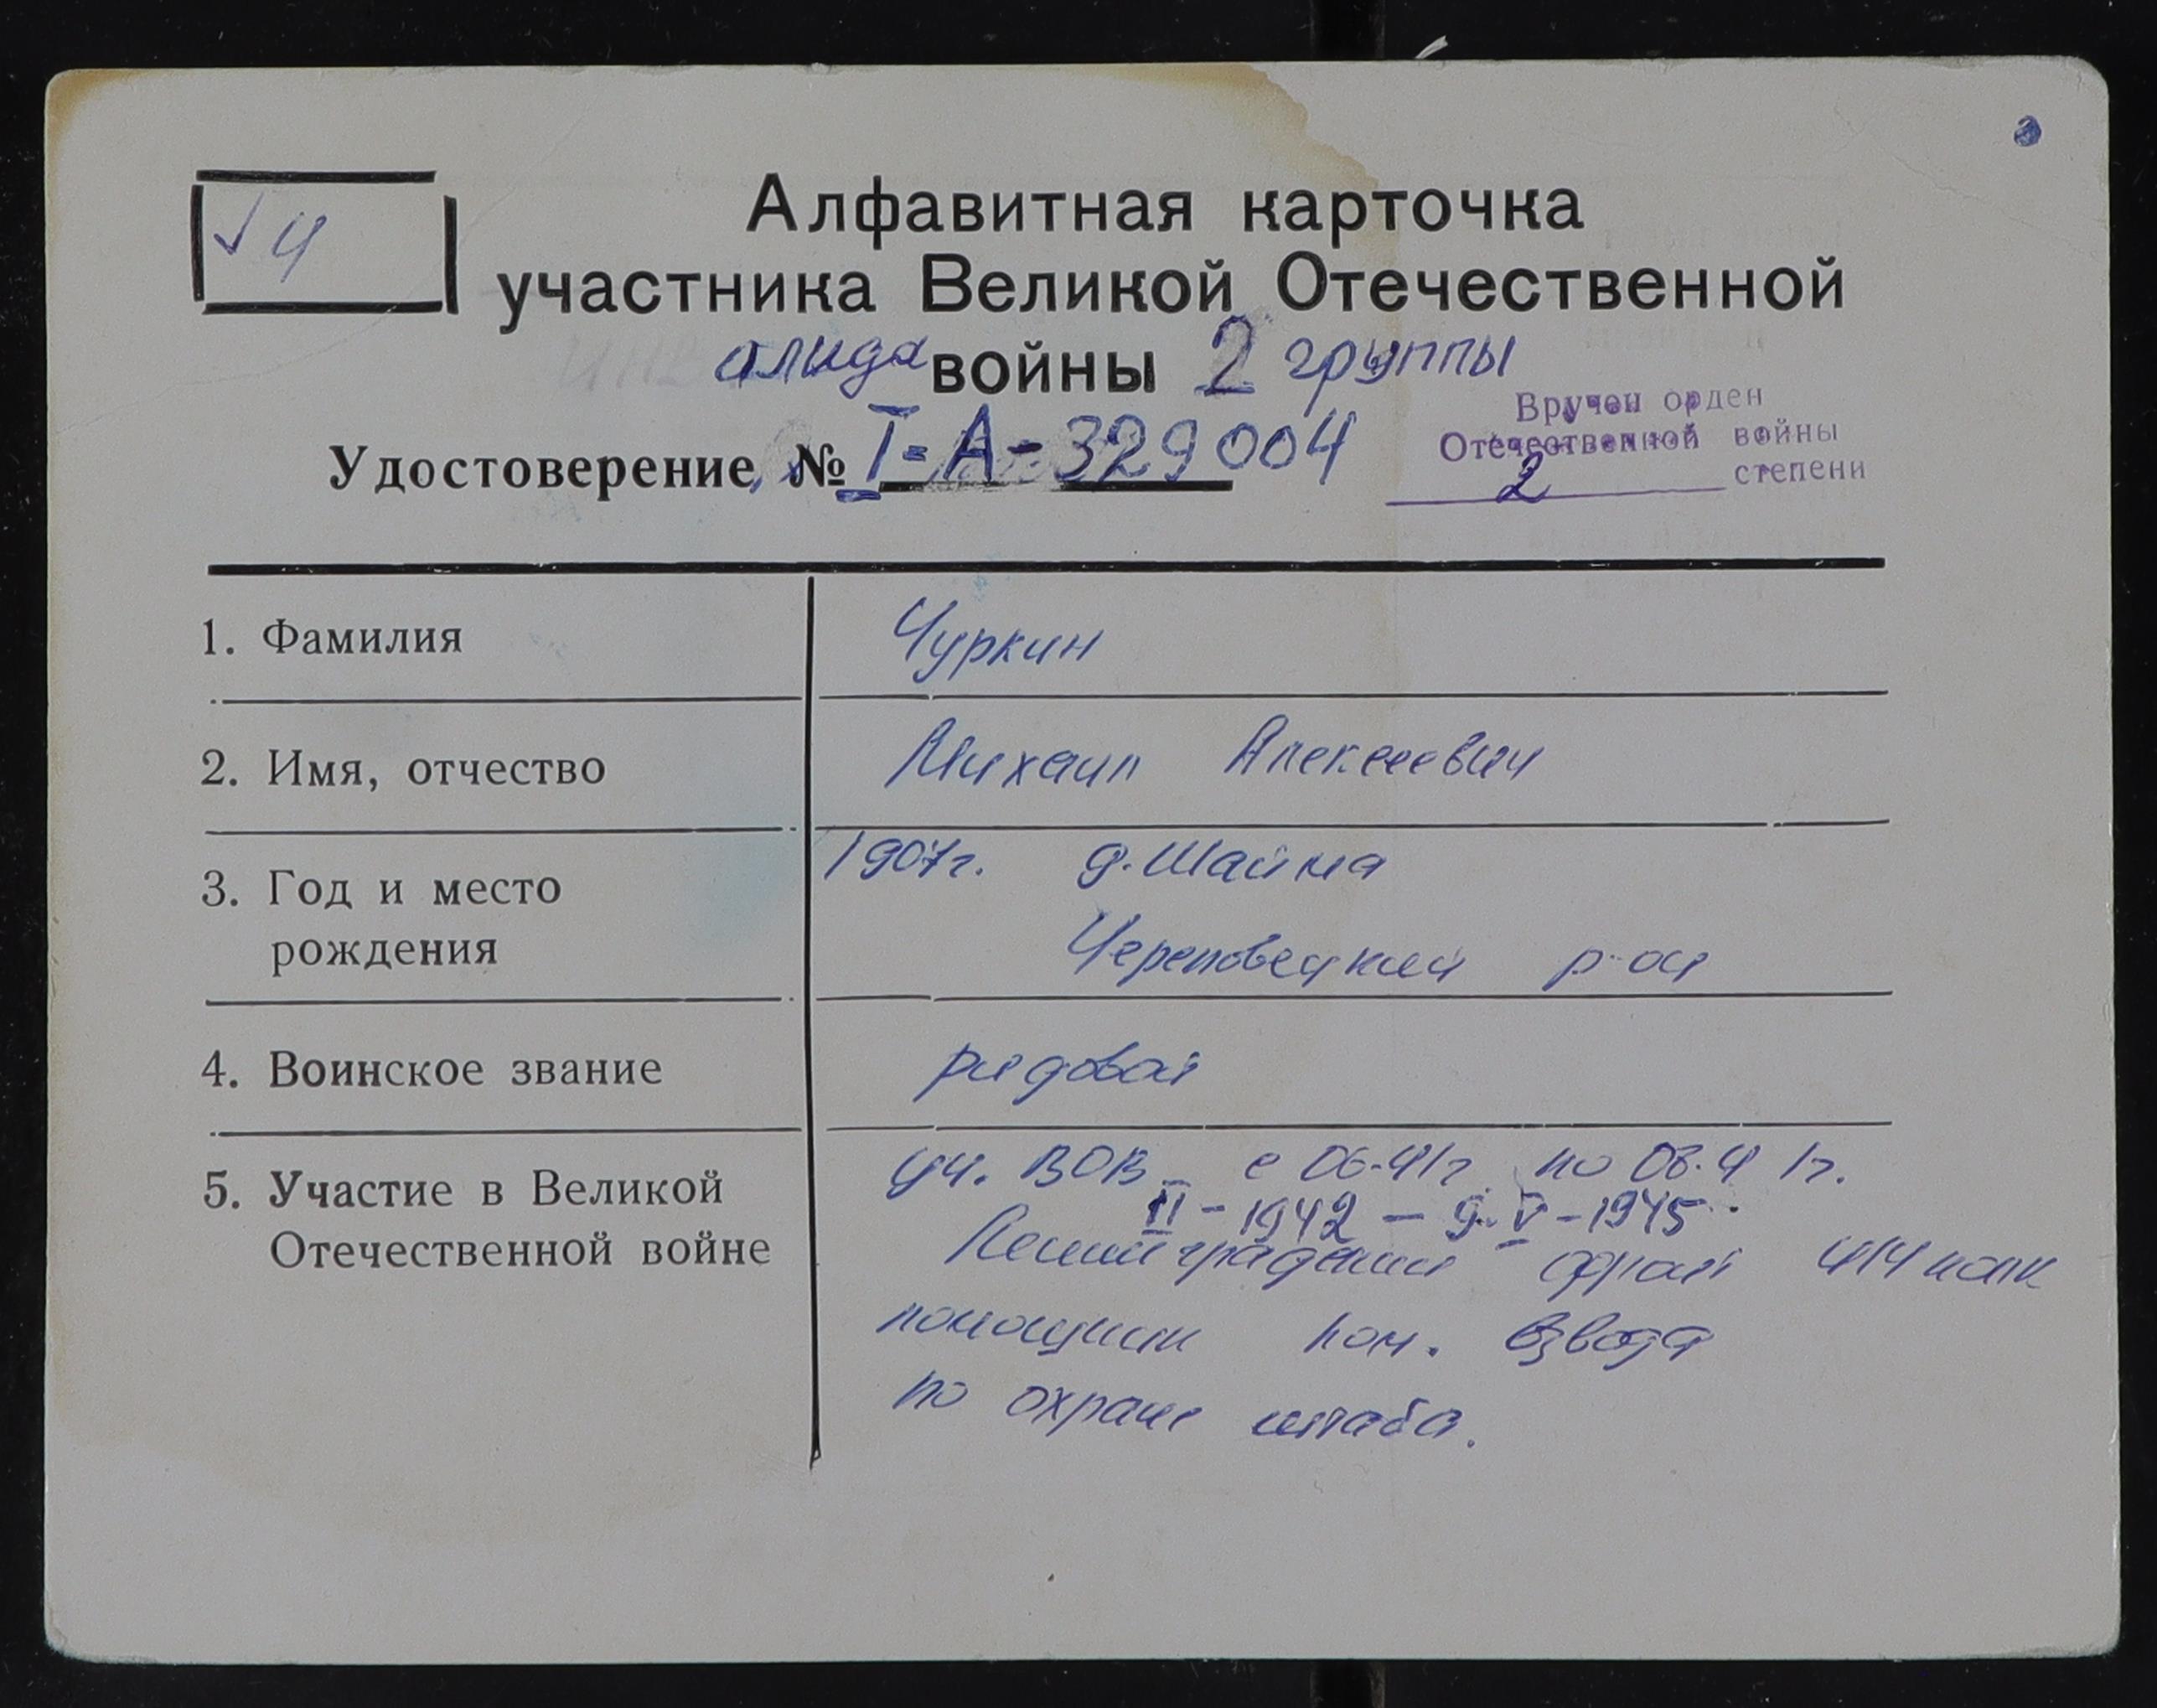 Ч
Алфавитная карточка
участника Великой Отечественной
алида войны 2 группы
Вручен орден
Отечественной войны
2 степени
Удостоверение, № I-А-329004
1. Фамилия Чуркин
2. Имя, отчество Михаил Алексеевич
3. Год и место 1907г. д. Шайма
рождения Череповецкий р-он
4. Воинское звание рядовой
5. Участие в Великой уч. ВОВ с 06.41г по 08.41г.
II-1942 - 9.V-1945
Отечественной войне Ленинградский фронт 414 полк
помощник ком. взвода
по охране штаба.